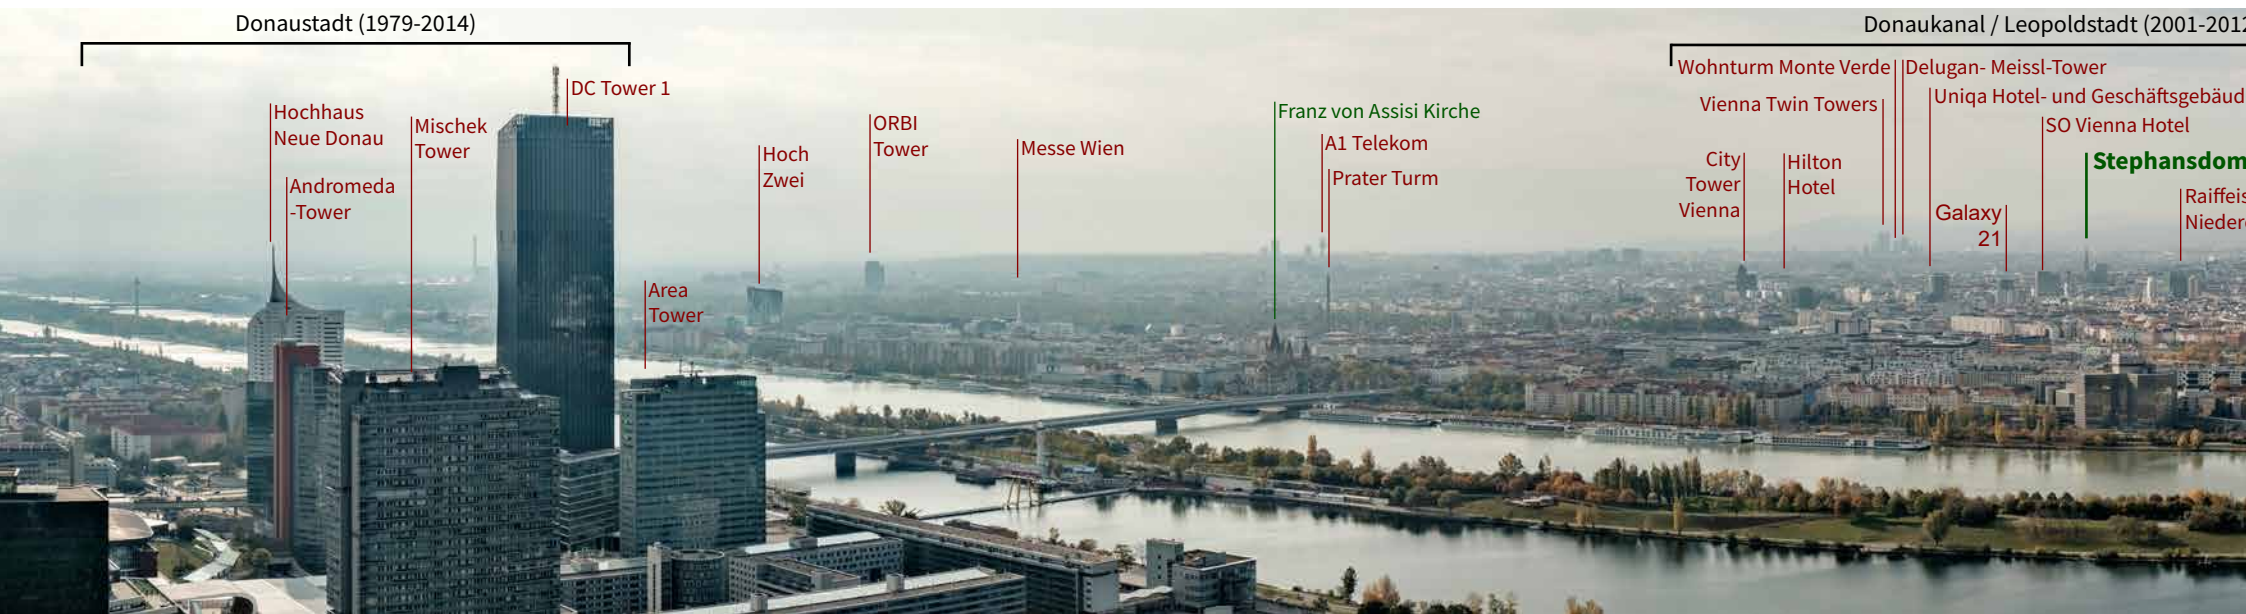 Donaustadt (1979-2014)
Donaukanal / Leopoldstadt (2001-2012
Hochhaus
Neue Donau
Andromeda
-Tower
Mischek
Tower
DC Tower 1
Area
Tower
Hoch
Zwei
ORBI
Tower
Messe Wien
Franz von Assisi Kirche
A1 Telekom
Prater Turm
Wohnturm Monte Verde
Delugan- Meissl-Tower
Vienna Twin Towers
Uniqa Hotel- und Geschäftsgebäud
City
Tower
Vienna
Hilton
Hotel
SO Vienna Hotel
Galaxy
21
Stephansdom
Raiffeis
Niedere